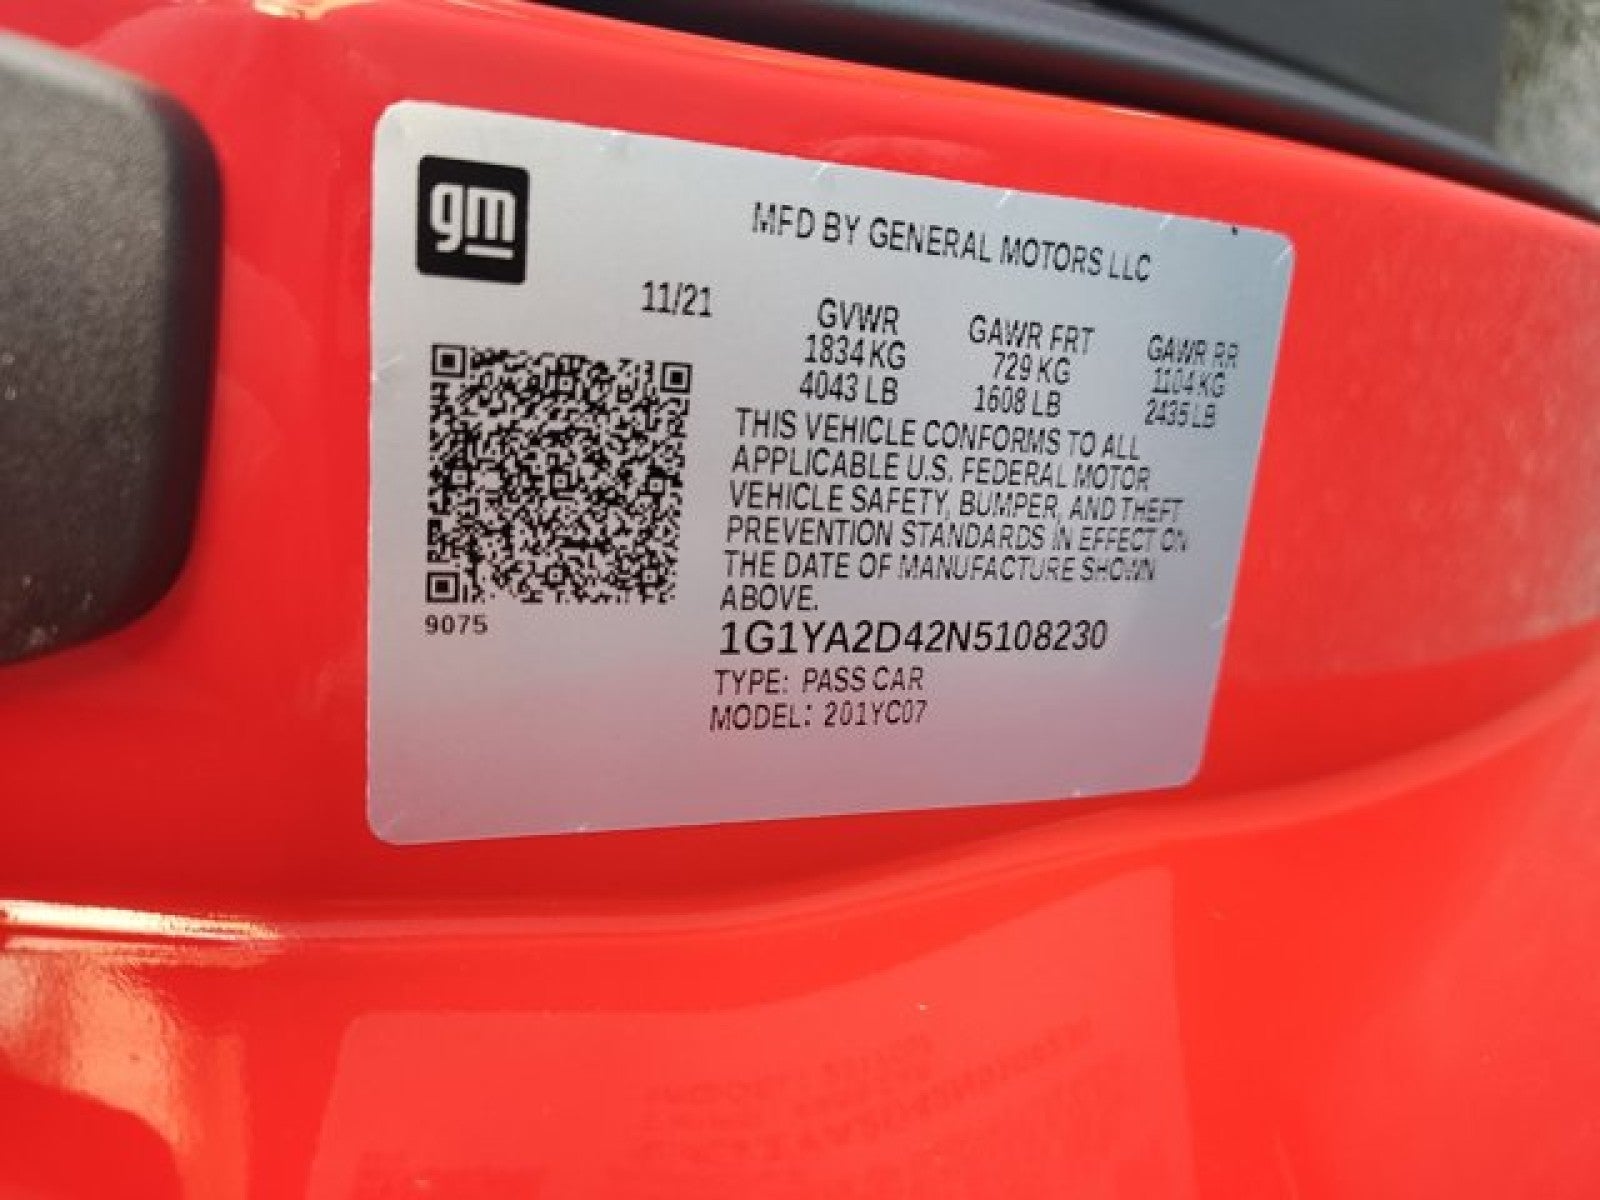 gm
MFD BY GENERAL MOTORS LLC
11/21
GVWR GAWR FRT GAWR RR
1834 KG 729 KG 1104 KG
4043 LB 1608 LB 2435 LB
THIS VEHICLE CONFORMS TO ALL
APPLICABLE U.S. FEDERAL MOTOR
VEHICLE SAFETY, BUMPER, AND THEFT
PREVENTION STANDARDS IN EFFECT ON
THE DATE OF MANUFACTURE SHOWN
ABOVE.
9075
1G1YA2D42N5108230
TYPE: PASS CAR
MODEL: 201YC07